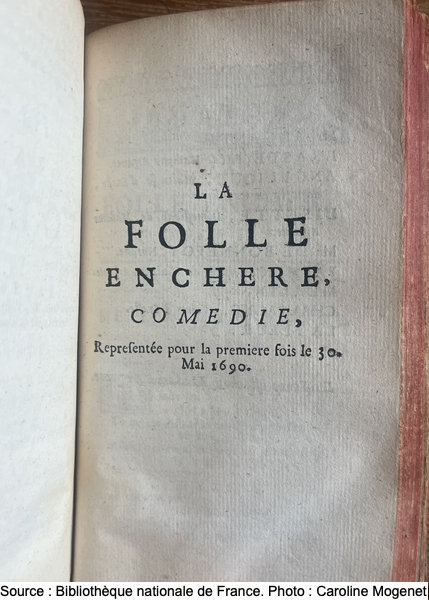 LA
FOLLE
ENCHERE,
COMEDIE,
Repreſentée pour la premiere fois le 30.
Mai 1690.
Source : Bibliothèque nationale de France. Photo : Caroline Mogenet